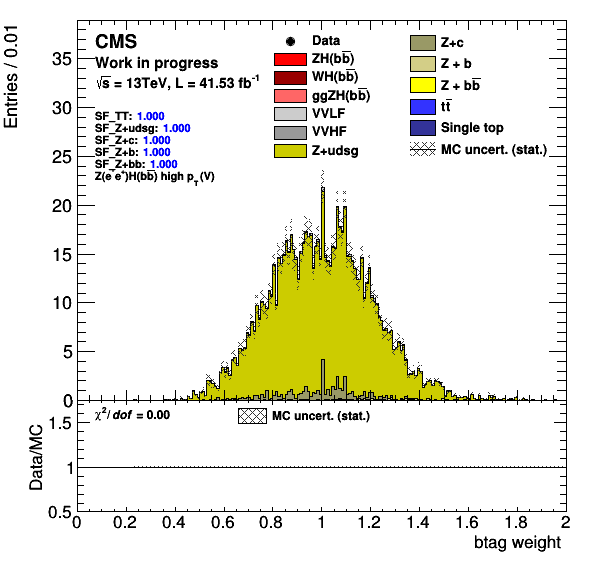 Entries / 0.01
CMS
Work in progress
√s = 13TeV, L = 41.53 fb⁻¹
SF_TT: 1.000
SF_Z+udsg: 1.000
SF_Z+c: 1.000
SF_Z+b: 1.000
SF_Z+bb: 1.000
Z(e⁻e⁺)H(bb̅) high p_T(V)
Data
ZH(bb̅)
WH(bb̅)
ggZH(bb̅)
VVLF
VVHF
Z+udsg
Z+c
Z + b
Z + bb̅
tt̅
Single top
MC uncert. (stat.)
35
30
25
20
15
10
5
0
χ²/dof = 0.00
MC uncert. (stat.)
Data/MC
1.5
1
0.5
0 0.2 0.4 0.6 0.8 1 1.2 1.4 1.6 1.8 2
btag weight